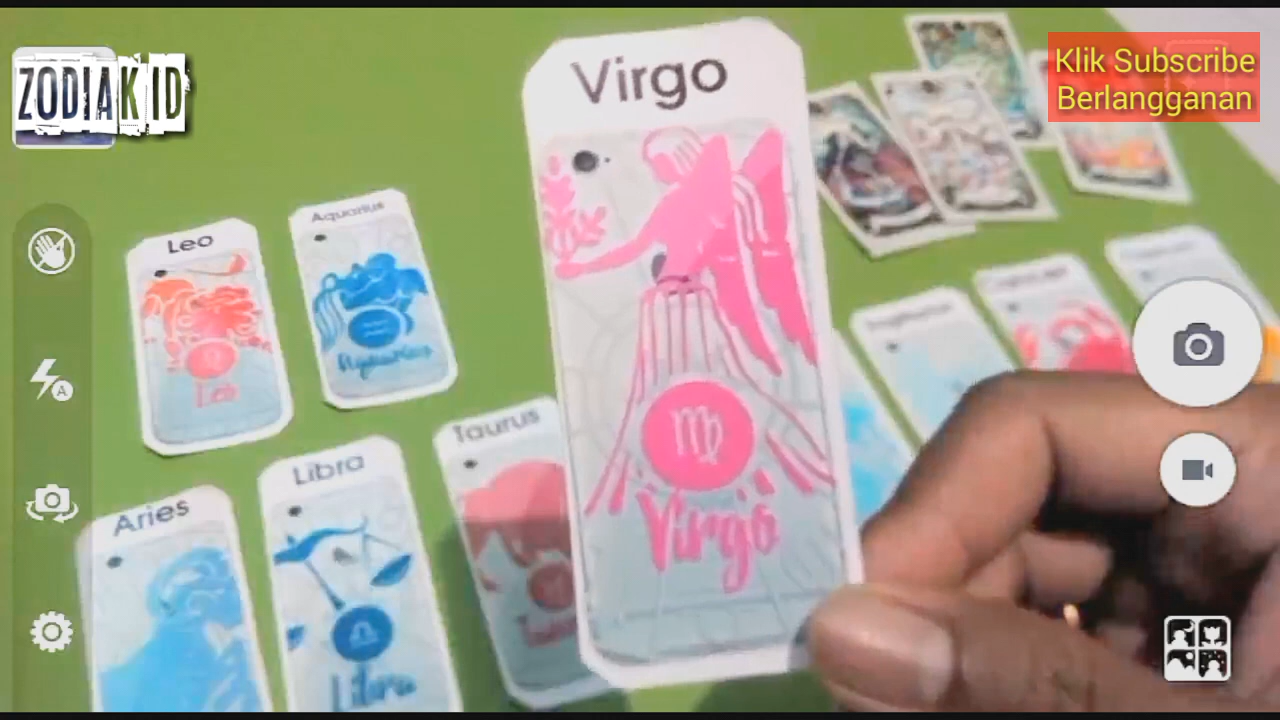 ZODIAK ID
Klik Subscribe
Berlangganan
Virgo
Virgo
Leo
Leo
Aquarius
Aquarius
Taurus
Libra
Libra
Aries
A